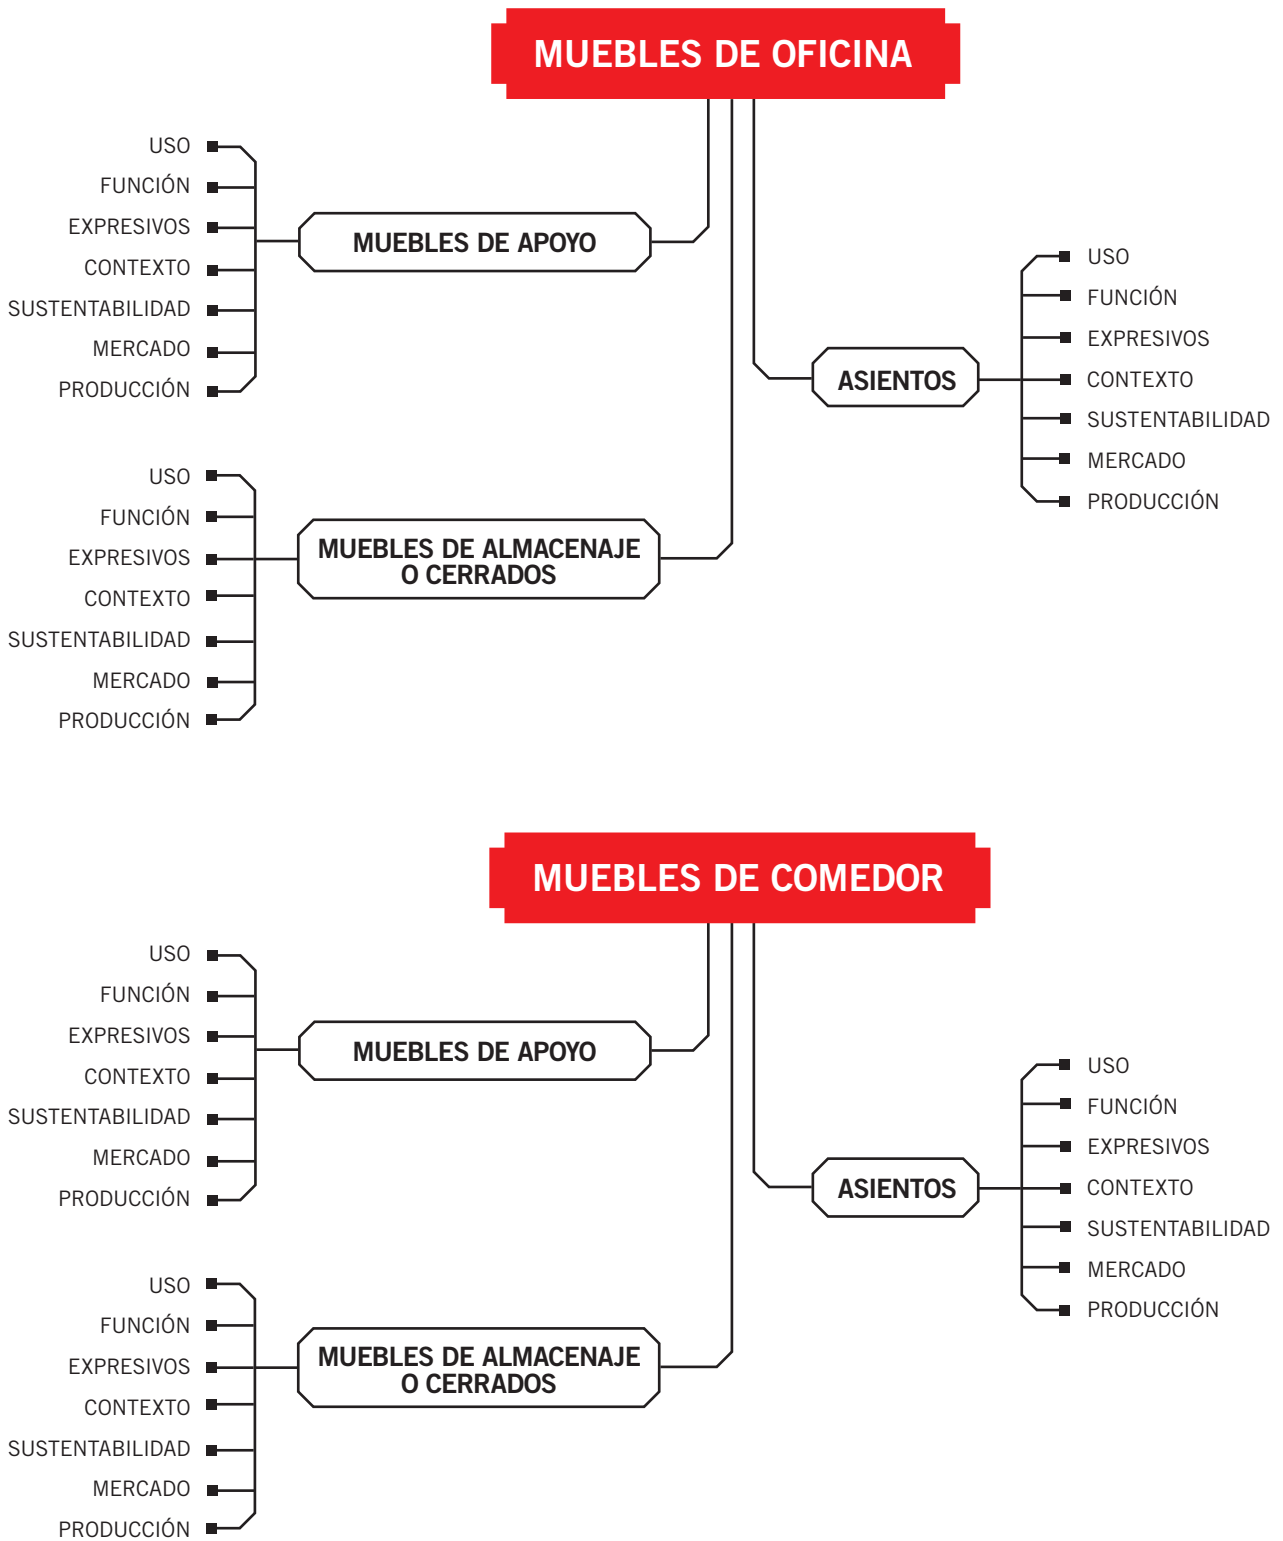 MUEBLES DE OFICINA
USO
FUNCIÓN
EXPRESIVOS
CONTEXTO
SUSTENTABILIDAD
MERCADO
PRODUCCIÓN
MUEBLES DE APOYO
USO
FUNCIÓN
EXPRESIVOS
CONTEXTO
SUSTENTABILIDAD
MERCADO
PRODUCCIÓN
MUEBLES DE ALMACENAJE
O CERRADOS
ASIENTOS
USO
FUNCIÓN
EXPRESIVOS
CONTEXTO
SUSTENTABILIDAD
MERCADO
PRODUCCIÓN
MUEBLES DE COMEDOR
USO
FUNCIÓN
EXPRESIVOS
CONTEXTO
SUSTENTABILIDAD
MERCADO
PRODUCCIÓN
MUEBLES DE APOYO
USO
FUNCIÓN
EXPRESIVOS
CONTEXTO
SUSTENTABILIDAD
MERCADO
PRODUCCIÓN
MUEBLES DE ALMACENAJE
O CERRADOS
ASIENTOS
USO
FUNCIÓN
EXPRESIVOS
CONTEXTO
SUSTENTABILIDAD
MERCADO
PRODUCCIÓN